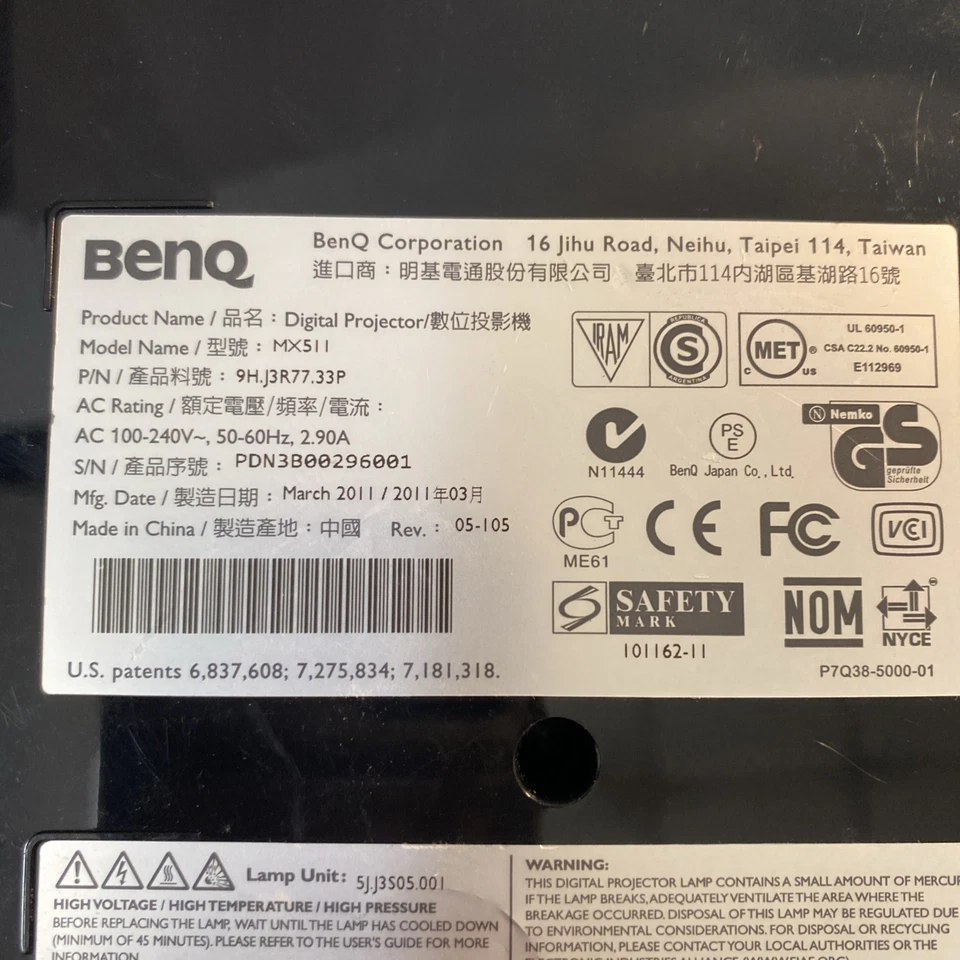 BenQ
BenQ Corporation 16 Jihu Road, Neihu, Taipei 114, Taiwan
進口商：明基電通股份有限公司 臺北市114內湖區基湖路16號
Product Name / 品名：Digital Projector/數位投影機
Model Name / 型號：MX511
P/N / 產品料號：9H.J3R77.33P
AC Rating / 額定電壓/頻率/電流：
AC 100-240V~, 50-60Hz, 2.90A
S/N / 產品序號：PDN3B00296001
Mfg. Date / 製造日期：March 2011 / 2011年03月
Made in China / 製造產地：中國 Rev.：05-105
U.S. patents 6,837,608; 7,275,834; 7,181,318.
IRAM
REPUBLICA
S
ARGENTINA
MET
® c us
UL 60950-1
CSA C22.2 No. 60950-1
E112969
N11444
PS
E
BenQ Japan Co.,Ltd.
N Nemko
GS
geprüfte
Sicherheit
PCT
ME61
CE
FC
VCI
S SAFETY
MARK
101162-11
NOM
NYCE
P7Q38-5000-01
Lamp Unit: 5J.J3S05.001
HIGH VOLTAGE / HIGH TEMPERATURE / HIGH PRESSURE
BEFORE REPLACING THE LAMP, WAIT UNTIL THE LAMP HAS COOLED DOWN
(MINIMUM OF 45 MINUTES). PLEASE REFER TO THE USER'S GUIDE FOR MORE
INFORMATION
WARNING:
THIS DIGITAL PROJECTOR LAMP CONTAINS A SMALL AMOUNT OF MERCUR
IF THE LAMP BREAKS, ADEQUATELY VENTILATE THE AREA WHERE THE
BREAKAGE OCCURRED. DISPOSAL OF THIS LAMP MAY BE REGULATED DUE
TO ENVIRONMENTAL CONSIDERATIONS. FOR DISPOSAL OR RECYCLING
INFORMATION, PLEASE CONTACT YOUR LOCAL AUTHORITIES OR THE
ELECTRONIC INDUSTRIES ALLIANCE (WWW.EIAE.ORG)